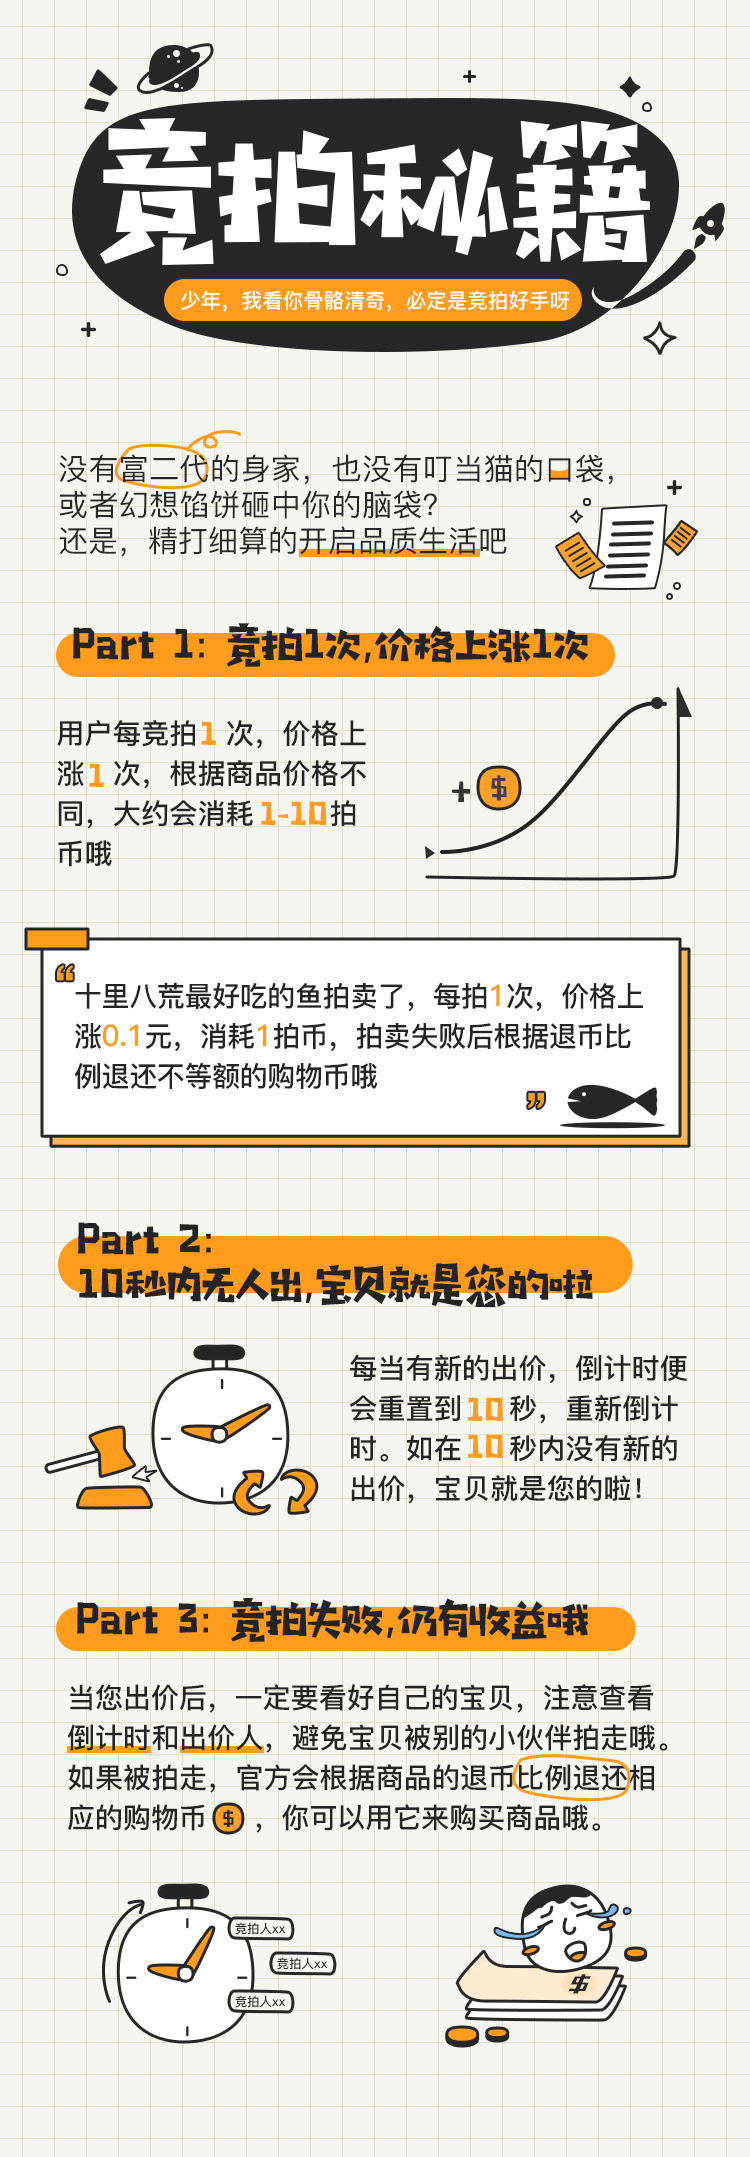 竞拍秘籍
少年，我看你骨骼清奇，必定是竞拍好手呀
没有富二代的身家，也没有叮当猫的口袋，
或者幻想馅饼砸中你的脑袋？
还是，精打细算的开启品质生活吧
Part 1: 竞拍1次,价格上涨1次
用户每竞拍1次，价格上
涨1次，根据商品价格不
同，大约会消耗1-10拍
币哦
+$
“
十里八荒最好吃的鱼拍卖了，每拍1次，价格上
涨0.1元，消耗1拍币，拍卖失败后根据退币比
例退还不等额的购物币哦
”
Part 2:
10秒内无人出,宝贝就是您的啦
每当有新的出价，倒计时便
会重置到10秒，重新倒计
时。如在10秒内没有新的
出价，宝贝就是您的啦！
Part 3: 竞拍失败,仍有收益哦
当您出价后，一定要看好自己的宝贝，注意查看
倒计时和出价人，避免宝贝被别的小伙伴拍走哦。
如果被拍走，官方会根据商品的退币比例退还相
应的购物币$，你可以用它来购买商品哦。
竞拍人xx
竞拍人xx
竞拍人xx
$